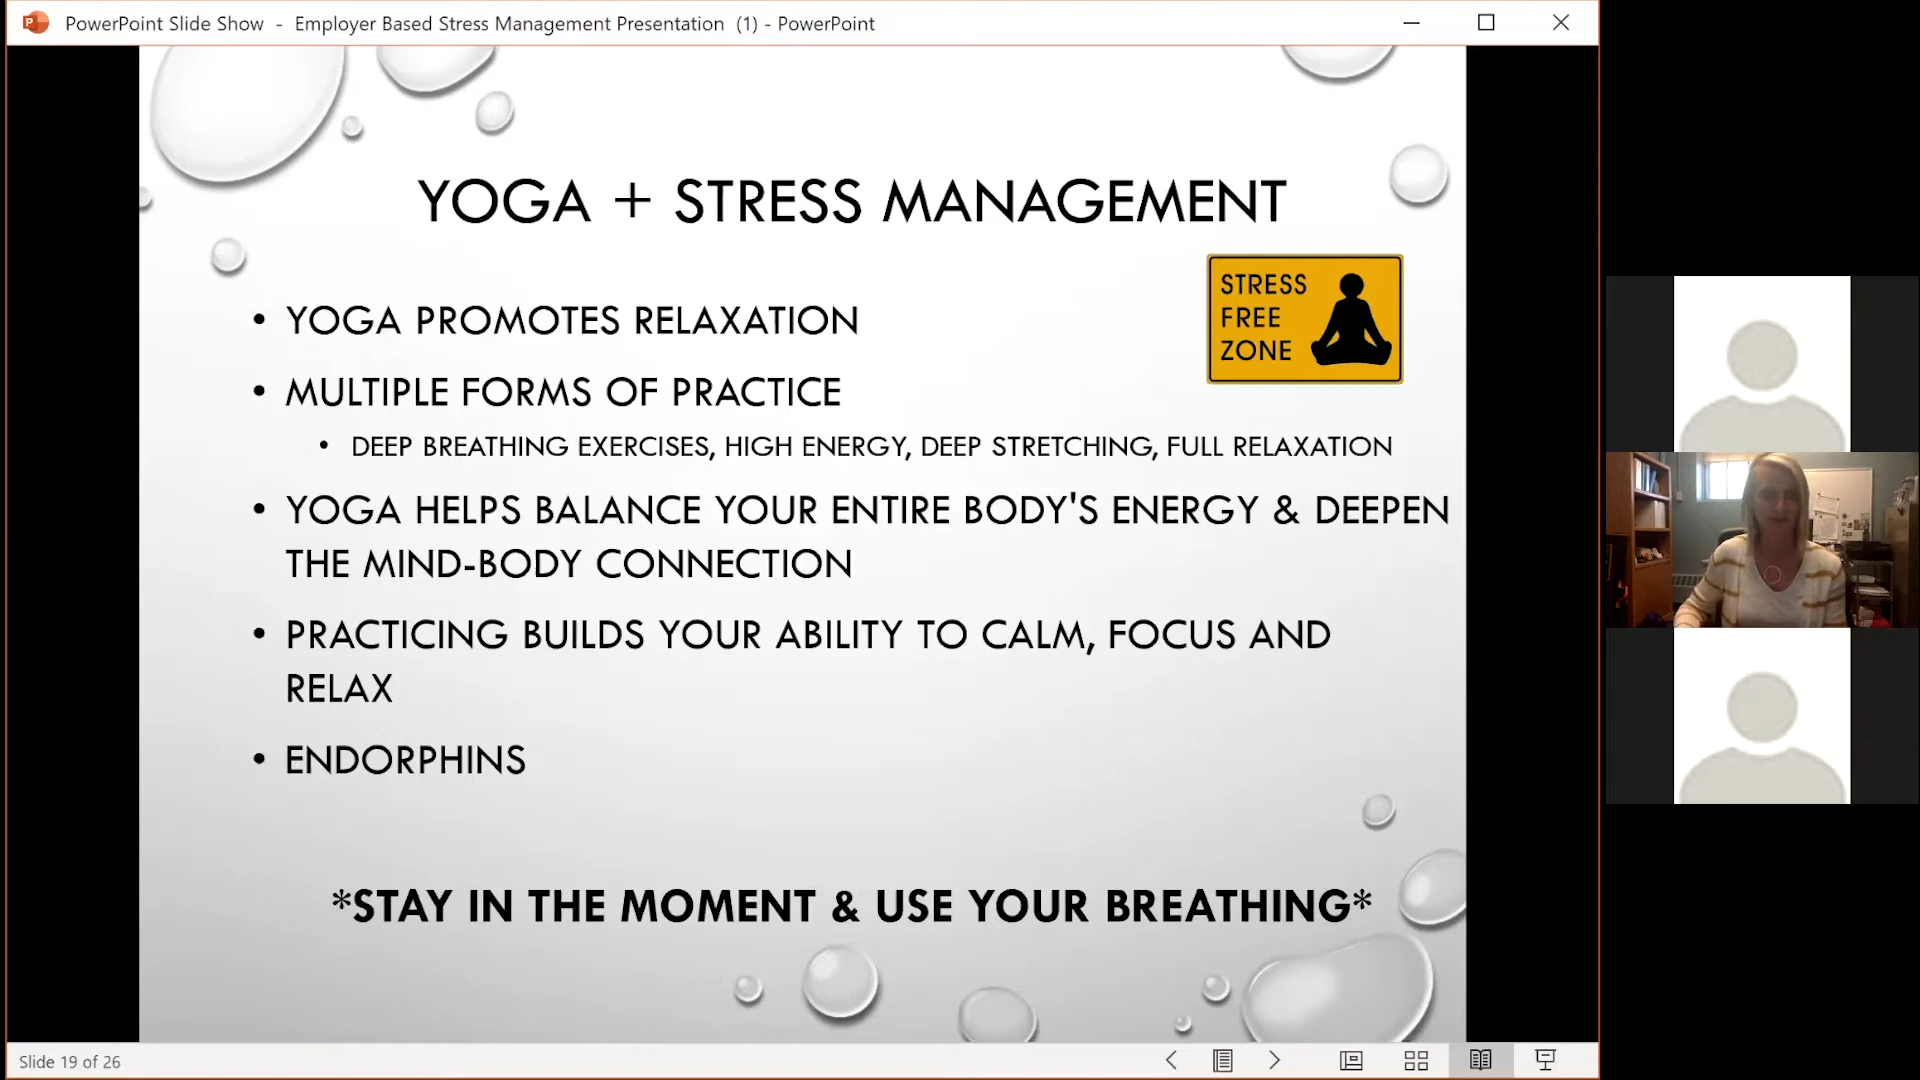 PowerPoint Slide Show - Employer Based Stress Management Presentation (1) - PowerPoint
YOGA + STRESS MANAGEMENT
STRESS
FREE
ZONE
• YOGA PROMOTES RELAXATION
• MULTIPLE FORMS OF PRACTICE
• DEEP BREATHING EXERCISES, HIGH ENERGY, DEEP STRETCHING, FULL RELAXATION
• YOGA HELPS BALANCE YOUR ENTIRE BODY'S ENERGY & DEEPEN
THE MIND-BODY CONNECTION
• PRACTICING BUILDS YOUR ABILITY TO CALM, FOCUS AND
RELAX
• ENDORPHINS
*STAY IN THE MOMENT & USE YOUR BREATHING*
Slide 19 of 26